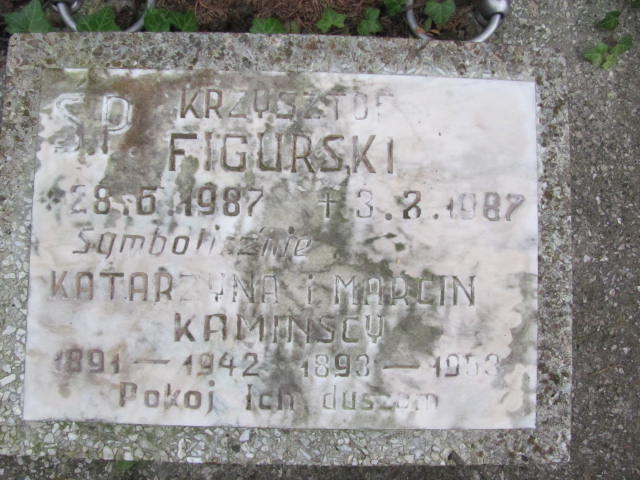 Ś.P. KRZYSZTOF
FIGURSKI
* 28.6.1987 + 3.8.1987
Symbolicznie
KATARZYNA i MARCIN
KAMIŃSCY
1891 — 1942 1893 — 1953
Pokój Ich duszom